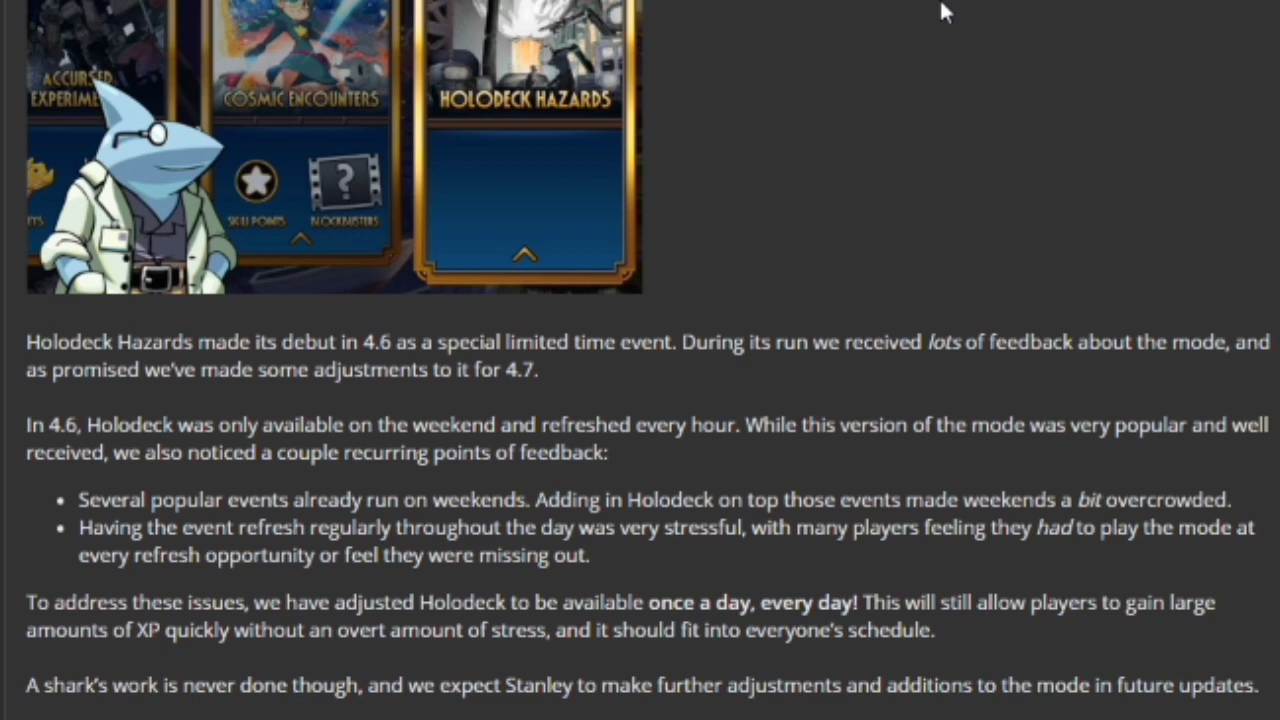 ACCURSED
EXPERIME
COSMIC ENCOUNTERS
HOLODECK HAZARDS
?
SKILL POINTS
BLOCKBUSTERS
Holodeck Hazards made its debut in 4.6 as a special limited time event. During its run we received lots of feedback about the mode, and
as promised we've made some adjustments to it for 4.7.
In 4.6, Holodeck was only available on the weekend and refreshed every hour. While this version of the mode was very popular and well
received, we also noticed a couple recurring points of feedback:
• Several popular events already run on weekends. Adding in Holodeck on top those events made weekends a bit overcrowded.
• Having the event refresh regularly throughout the day was very stressful, with many players feeling they had to play the mode at
every refresh opportunity or feel they were missing out.
To address these issues, we have adjusted Holodeck to be available once a day, every day! This will still allow players to gain large
amounts of XP quickly without an overt amount of stress, and it should fit into everyone's schedule.
A shark's work is never done though, and we expect Stanley to make further adjustments and additions to the mode in future updates.